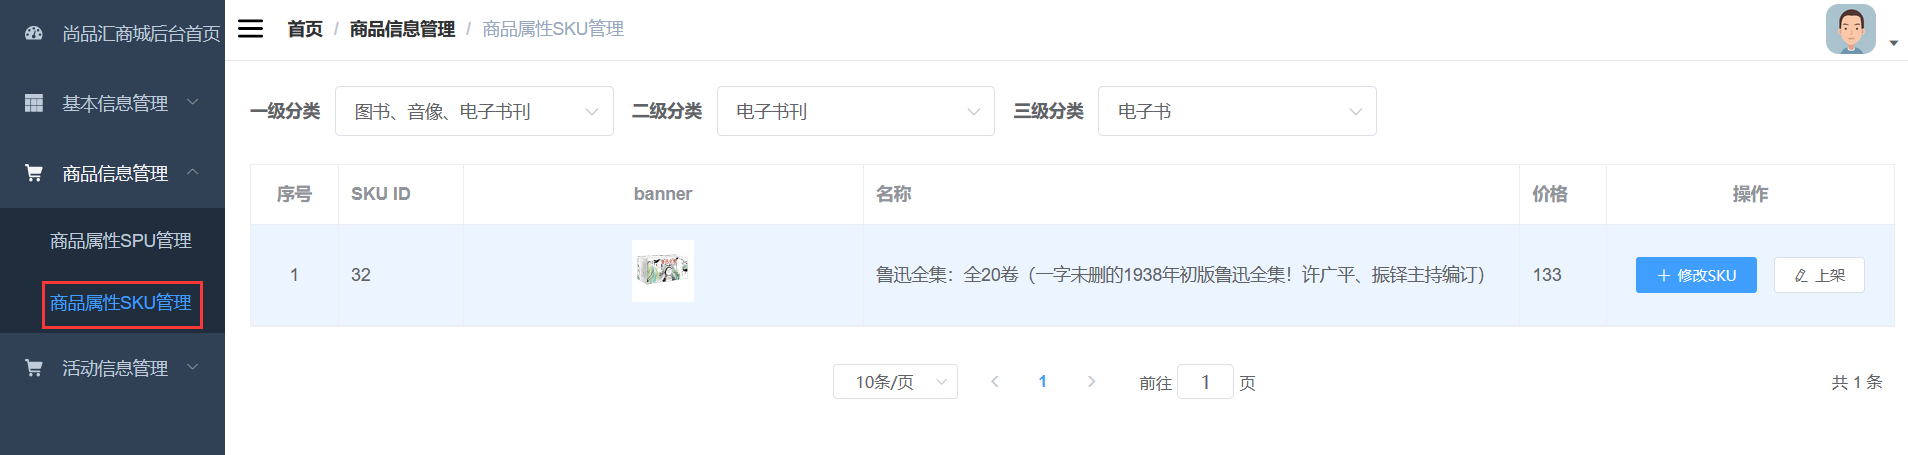 尚品汇商城后台首页
基本信息管理
商品信息管理
商品属性SPU管理
商品属性SKU管理
活动信息管理
首页 / 商品信息管理 / 商品属性SKU管理
一级分类 图书、音像、电子书刊 二级分类 电子书刊 三级分类 电子书
序号 SKU ID banner 名称 价格 操作
1 32 鲁迅全集：全20卷（一字未删的1938年初版鲁迅全集！许广平、振铎主持编订） 133 修改SKU 上架
10条/页 1 前往 1 页 共 1 条